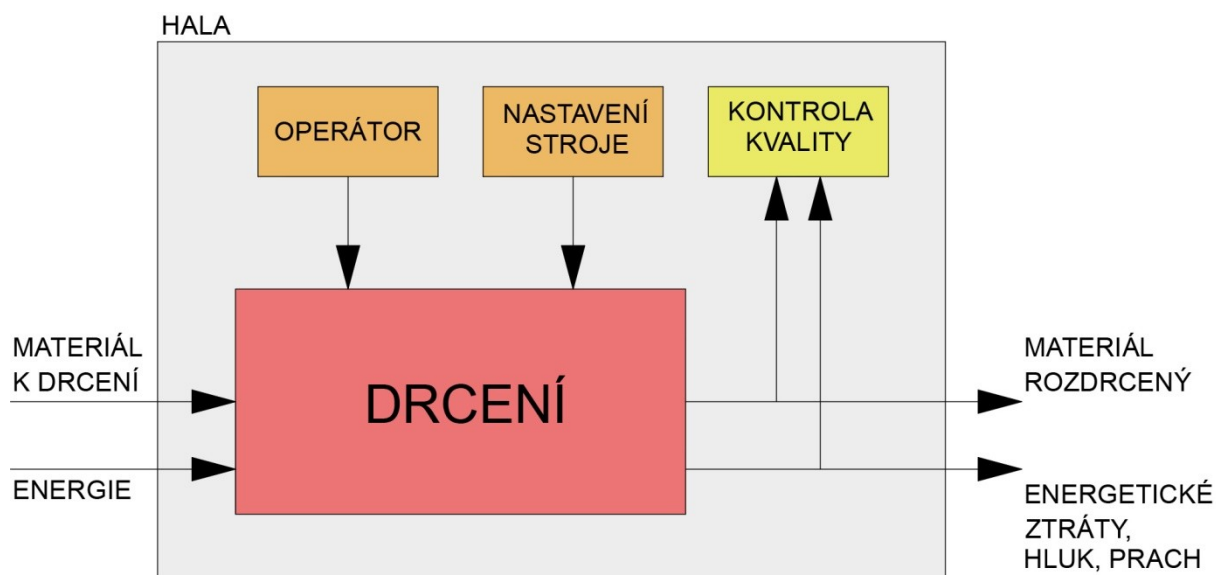 HALA
OPERÁTOR
NASTAVENÍ
STROJE
KONTROLA
KVALITY
MATERIÁL
K DRCENÍ
DRCENÍ
MATERIÁL
ROZDRCENÝ
ENERGIE
ENERGETICKÉ
ZTRÁTY,
HLUK, PRACH